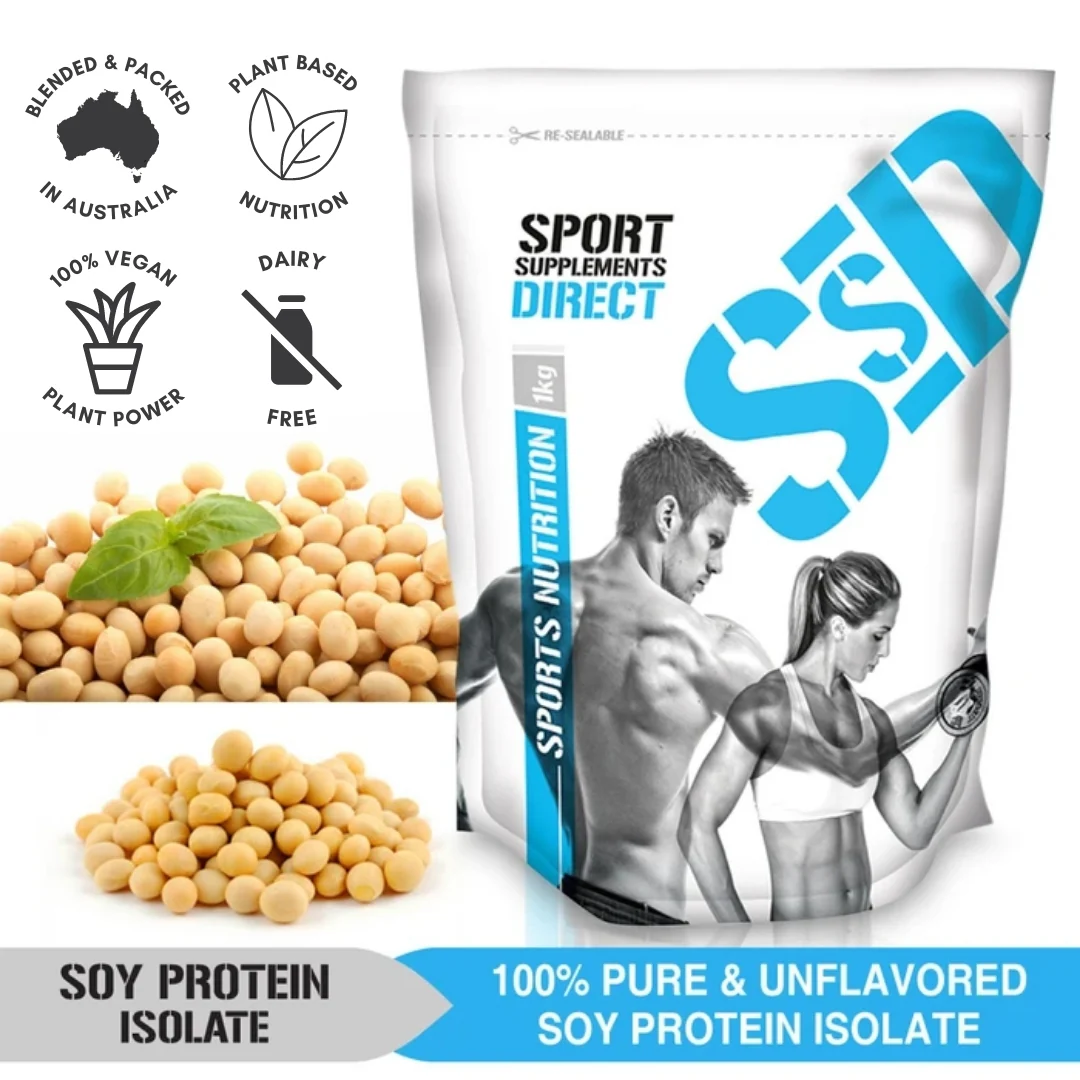 BLENDED & PACKED
IN AUSTRALIA
PLANT BASED
NUTRITION
100% VEGAN
PLANT POWER
DAIRY
FREE
RE-SEALABLE
SPORT
SUPPLEMENTS
DIRECT
SSD
1kg
SPORTS NUTRITION
SOY PROTEIN
ISOLATE
100% PURE & UNFLAVORED
SOY PROTEIN ISOLATE